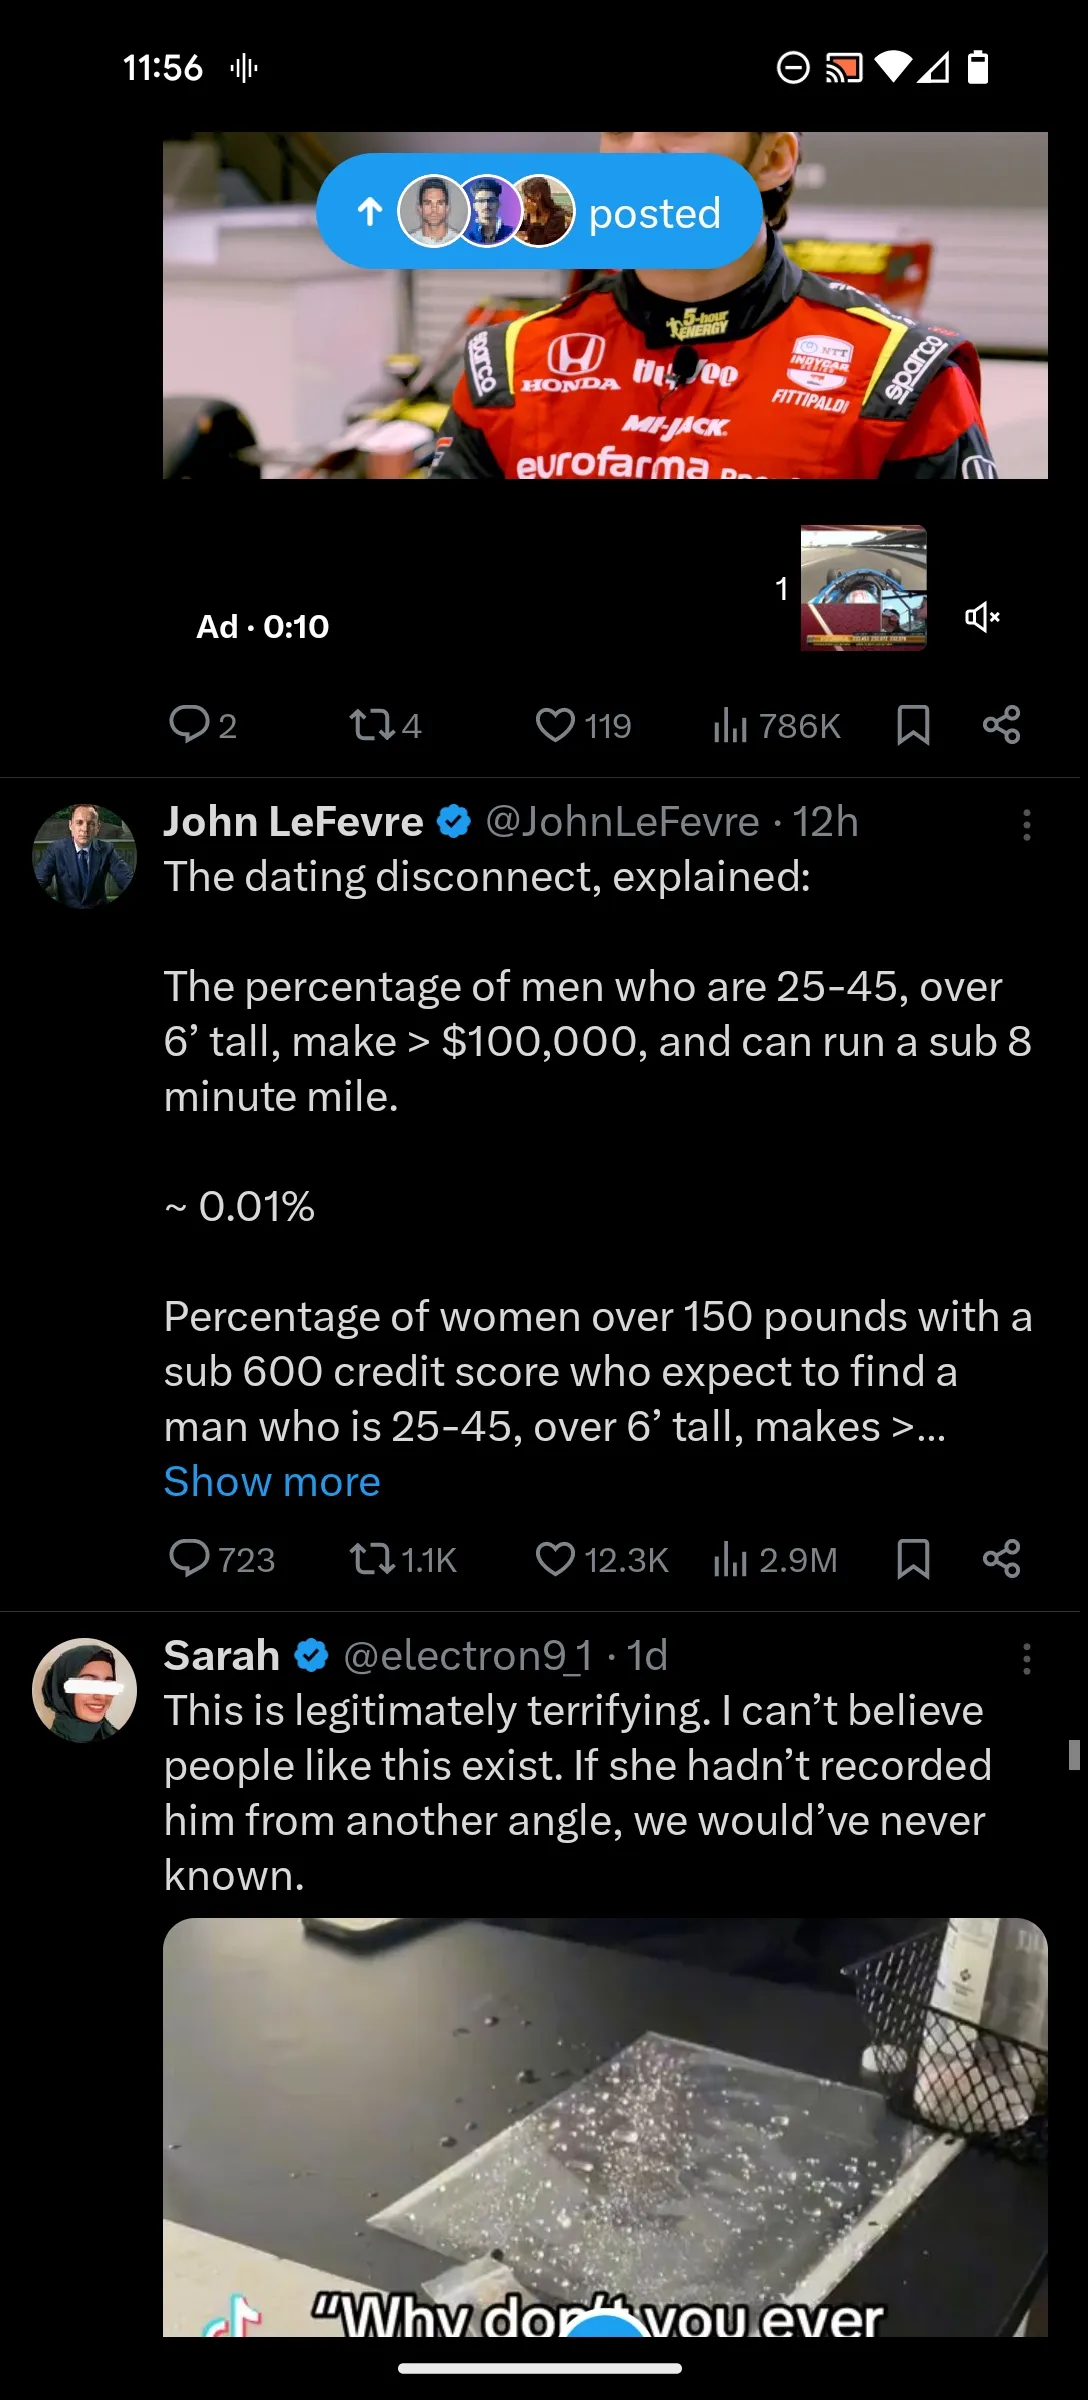 11:56
posted
5-hour
ENERGY
sparco
HONDA
HyVee
NTT
INDYCAR
SERIES
FITTIPALDI
sparco
MI-JACK
eurofarma
1
Ad · 0:10
2 4 119 786K
John LeFevre @JohnLeFevre · 12h
The dating disconnect, explained:
The percentage of men who are 25-45, over
6’ tall, make > $100,000, and can run a sub 8
minute mile.
~ 0.01%
Percentage of women over 150 pounds with a
sub 600 credit score who expect to find a
man who is 25-45, over 6’ tall, makes >...
Show more
723 1.1K 12.3K 2.9M
Sarah @electron9_1 · 1d
This is legitimately terrifying. I can’t believe
people like this exist. If she hadn’t recorded
him from another angle, we would’ve never
known.
“Why don't you ever